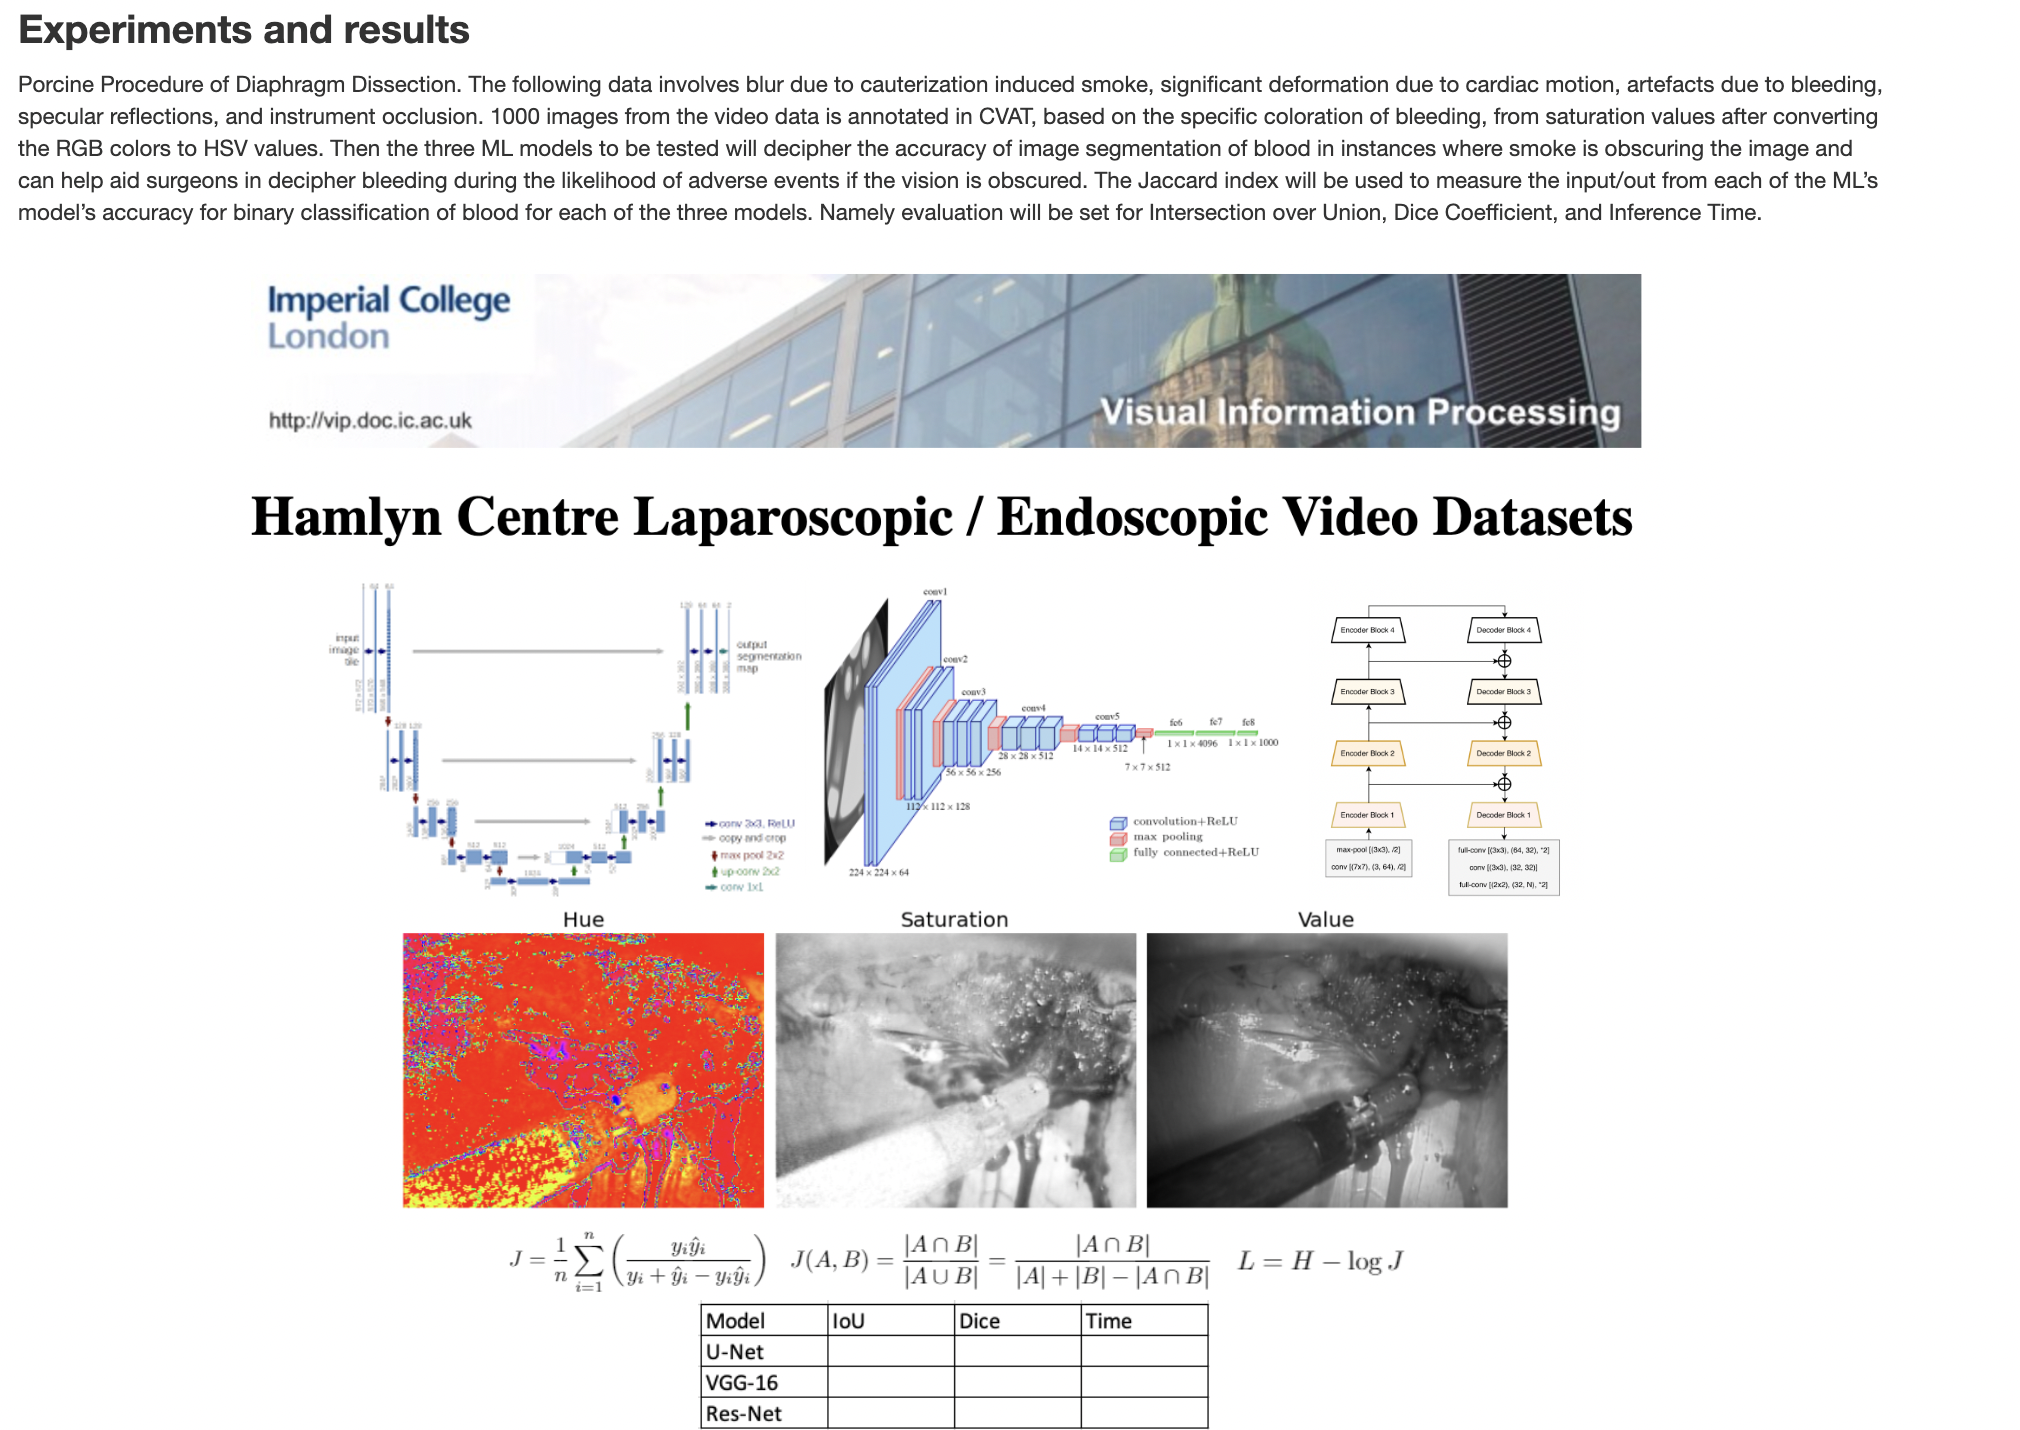 Experiments and results
Porcine Procedure of Diaphragm Dissection. The following data involves blur due to cauterization induced smoke, significant deformation due to cardiac motion, artefacts due to bleeding,
specular reflections, and instrument occlusion. 1000 images from the video data is annotated in CVAT, based on the specific coloration of bleeding, from saturation values after converting
the RGB colors to HSV values. Then the three ML models to be tested will decipher the accuracy of image segmentation of blood in instances where smoke is obscuring the image and
can help aid surgeons in decipher bleeding during the likelihood of adverse events if the vision is obscured. The Jaccard index will be used to measure the input/out from each of the ML's
model's accuracy for binary classification of blood for each of the three models. Namely evaluation will be set for Intersection over Union, Dice Coefficient, and Inference Time.
Imperial College
London
http://vip.doc.ic.ac.uk
Visual Information Processing
Hamlyn Centre Laparoscopic / Endoscopic Video Datasets
input
image
tile
output
segmentation
map
conv 3x3, ReLU
copy and crop
max pool 2x2
up-conv 2x2
conv 1x1
conv1
conv2
conv3
conv4
conv5
fc6 fc7 fc8
1 × 1 × 4096 1 × 1 × 1000
14 × 14 × 512
28 × 28 × 512
7 × 7 × 512
56 × 56 × 256
112 × 112 × 128
224 × 224 × 64
convolution+ReLU
max pooling
fully connected+ReLU
Encoder Block 4 Decoder Block 4
Encoder Block 3 Decoder Block 3
Encoder Block 2 Decoder Block 2
Encoder Block 1 Decoder Block 1
max-pool [(3x3), /2]
conv [(7x7), (3, 64), /2]
full-conv [(3x3), (64, 32), *2]
conv [(3x3), (32, 32)]
full-conv [(2x2), (32, N), *2]
Hue Saturation Value
J = \frac{1}{n} \sum_{i=1}^{n} \left( \frac{y_i ŷ_i}{y_i + ŷ_i − y_i ŷ_i} \right) J(A, B) = \frac{|A ∩ B|}{|A ∪ B|} = \frac{|A ∩ B|}{|A| + |B| − |A ∩ B|} L = H − log J
Model IoU Dice Time
U-Net
VGG-16
Res-Net